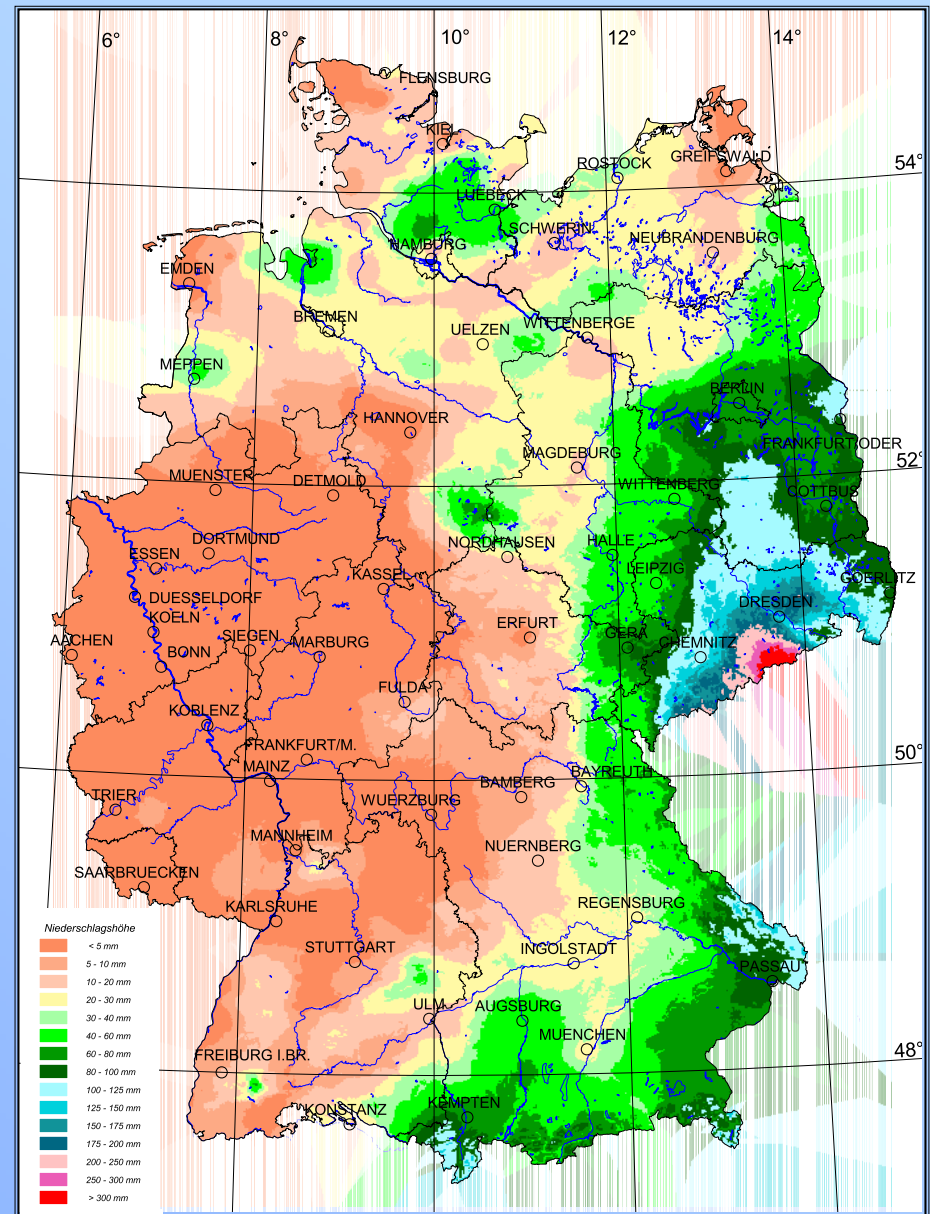 6° 8° 10° 12° 14°
FLENSBURG
KIEL
ROSTOCK
GREIFSWALD
54°
LUEBECK
SCHWERIN
HAMBURG
NEUBRANDENBURG
EMDEN
BREMEN
UELZEN
WITTENBERGE
MEPPEN
BERLIN
HANNOVER
FRANKFURT/ODER
MAGDEBURG
52°
MUENSTER
DETMOLD
WITTENBERG
COTTBUS
DORTMUND
NORDHAUSEN
HALLE
ESSEN
KASSEL
LEIPZIG
GOERLITZ
DUESSELDORF
DRESDEN
KOELN
ERFURT
AACHEN
SIEGEN
MARBURG
GERA
CHEMNITZ
BONN
FULDA
KOBLENZ
FRANKFURT/M.
50°
MAINZ
BAYREUTH
BAMBERG
TRIER
WUERZBURG
MANNHEIM
NUERNBERG
SAARBRUECKEN
KARLSRUHE
REGENSBURG
STUTTGART
INGOLSTADT
PASSAU
ULM
AUGSBURG
MUENCHEN
FREIBURG I.BR.
48°
KONSTANZ
KEMPTEN
Niederschlagshöhe
< 5 mm
5 - 10 mm
10 - 20 mm
20 - 30 mm
30 - 40 mm
40 - 60 mm
60 - 80 mm
80 - 100 mm
100 - 125 mm
125 - 150 mm
150 - 175 mm
175 - 200 mm
200 - 250 mm
250 - 300 mm
> 300 mm